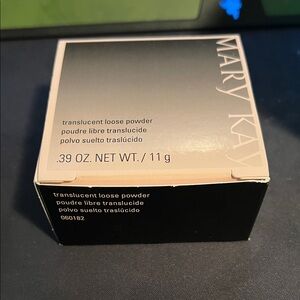 MARY KAY
translucent loose powder
poudre libre translucide
polvo suelto traslúcido
.39 OZ. NET WT. / 11 g
translucent loose powder
poudre libre translucide
polvo suelto traslúcido
060182